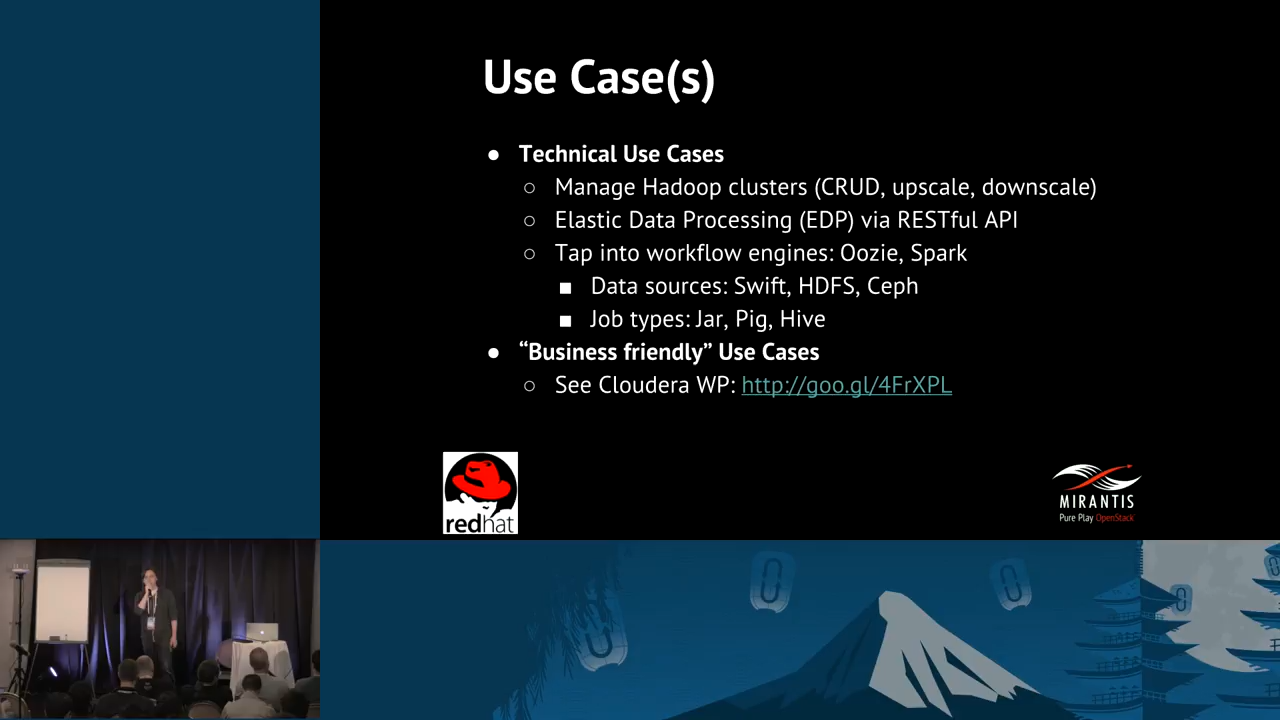 Use Case(s)
● Technical Use Cases
○ Manage Hadoop clusters (CRUD, upscale, downscale)
○ Elastic Data Processing (EDP) via RESTful API
○ Tap into workflow engines: Oozie, Spark
■ Data sources: Swift, HDFS, Ceph
■ Job types: Jar, Pig, Hive
● “Business friendly” Use Cases
○ See Cloudera WP: http://goo.gl/4FrXPL
redhat
MIRANTIS
Pure Play OpenStack